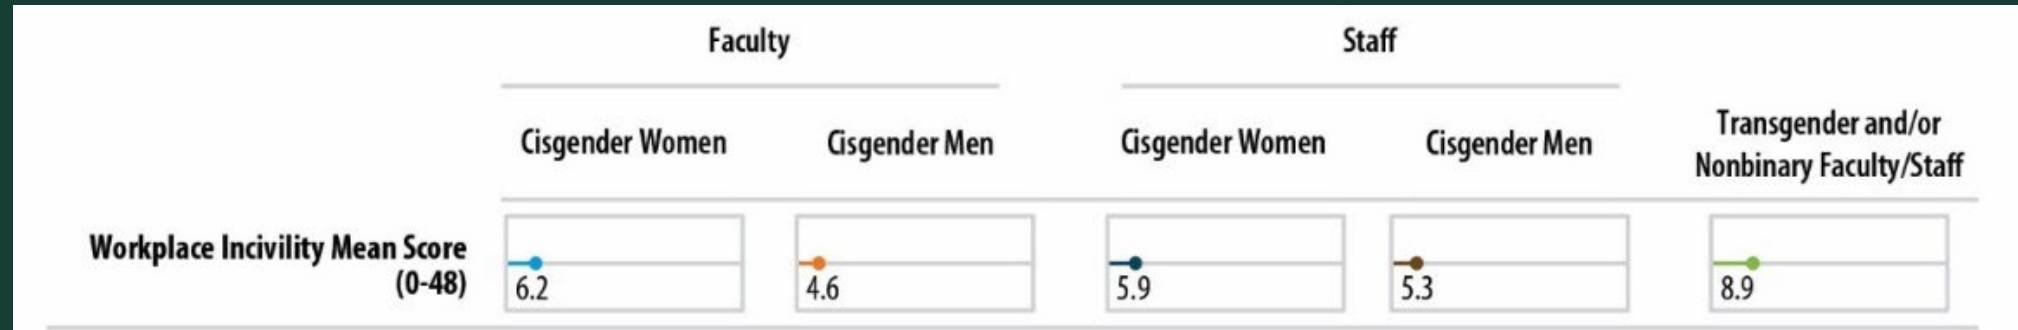 Faculty Staff
Cisgender Women Cisgender Men Cisgender Women Cisgender Men Transgender and/or
Nonbinary Faculty/Staff
Workplace Incivility Mean Score
(0-48)
6.2 4.6 5.9 5.3 8.9